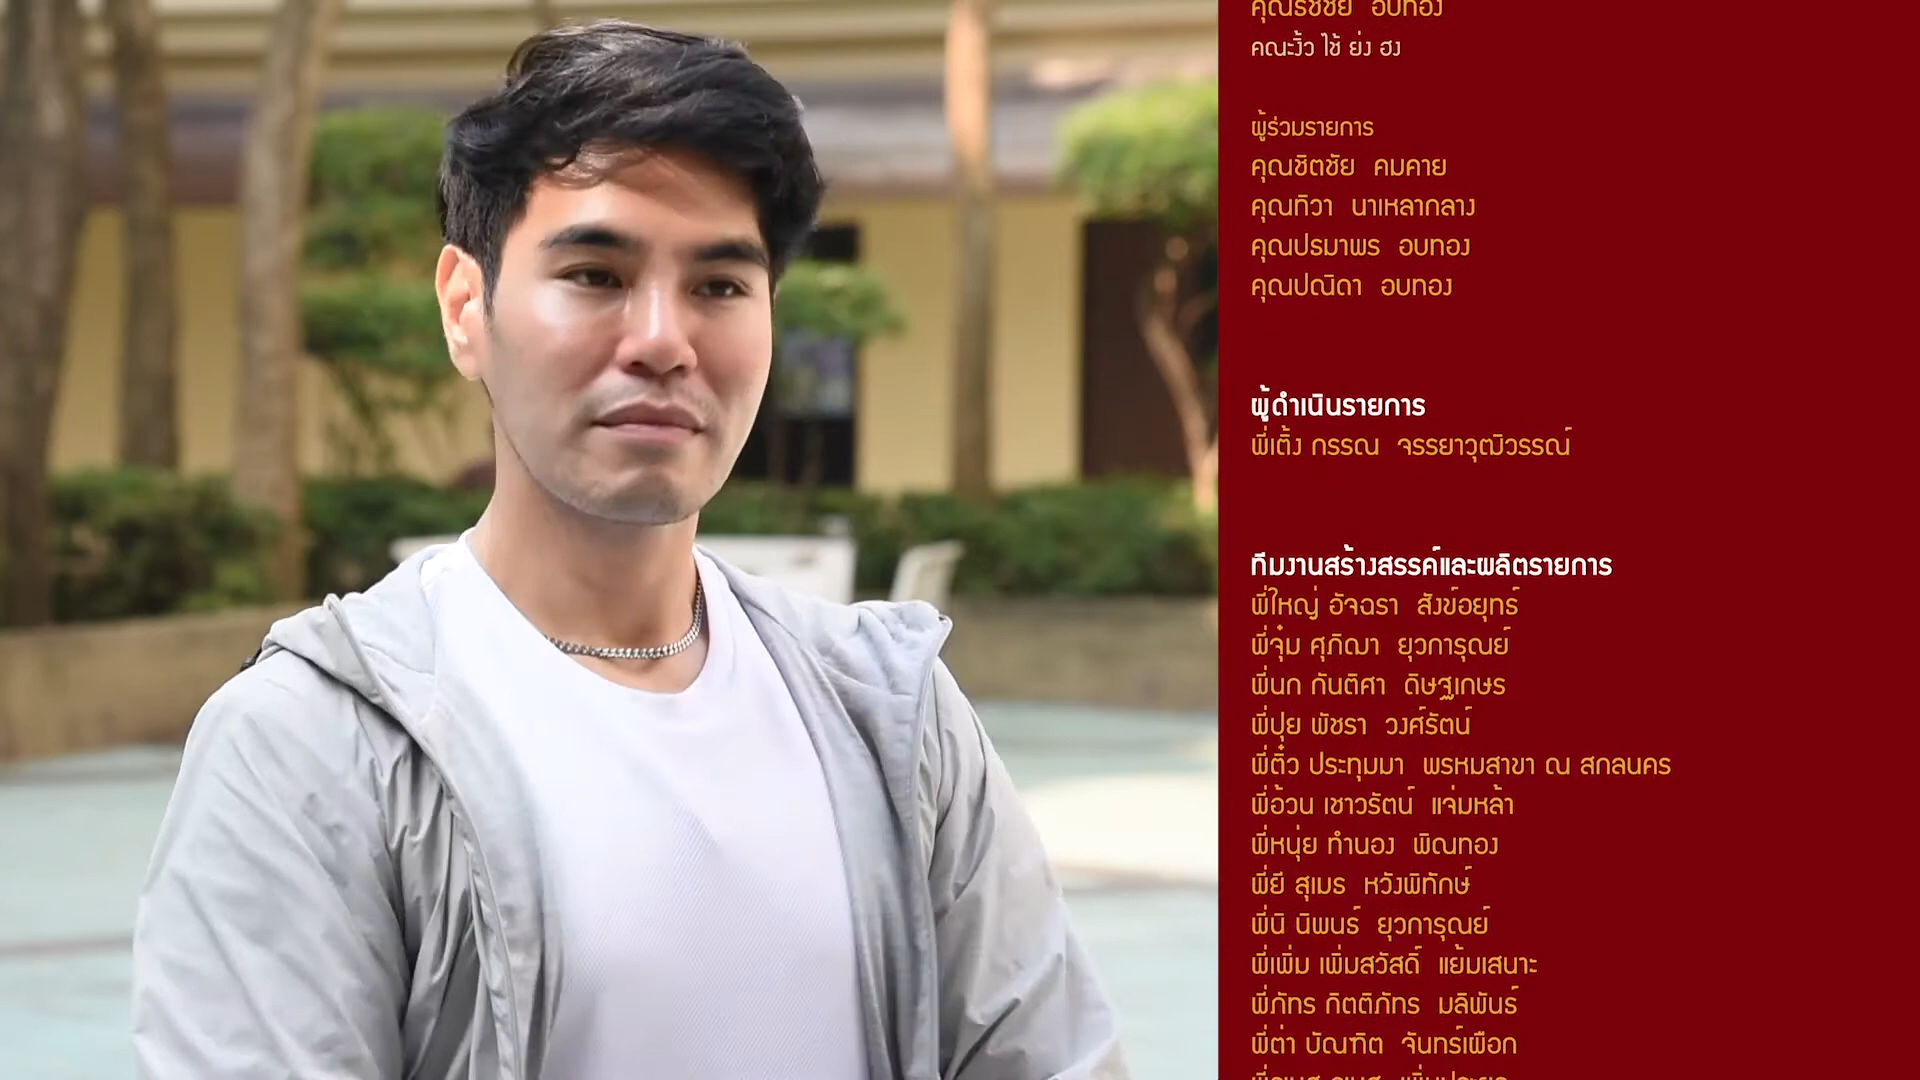 คุณธัชชัย  อบทอง
คณะงิ้ว ไช้ ย่ง ฮง
ผู้ร่วมรายการ
คุณชิตชัย  คมคาย
คุณทิวา  นาเหลากลาง
คุณปรมาพร  อบทอง
คุณปณิดา  อบทอง
ผู้ดำเนินรายการ
พี่เติ้ง กรรณ  จรรยาวุฒิวรรณ์
ทีมงานสร้างสรรค์และผลิตรายการ
พี่ใหญ่ อัจฉรา  สังข์อยุทธ์
พี่จุ๋ม ศุภิฌา  ยุวการุณย์
พี่นก กันติศา  ดิษฐเกษร
พี่ปุย พัชรา  วงศ์รัตน์
พี่ติ๋ว ประทุมมา  พรหมสาขา ณ สกลนคร
พี่อ้วน เชาวรัตน์  แจ่มหล้า
พี่หนุ่ย ทำนอง  พิณทอง
พี่ยี สุเมธ  หวังพิทักษ์
พี่นิ นิพนธ์  ยุวการุณย์
พี่เพิ่ม เพิ่มสวัสดิ์  แย้มเสนาะ
พี่ภัทร กิตติภัทร  มลิพันธ์
พี่ต่า บัณฑิต  จันทร์เผือก